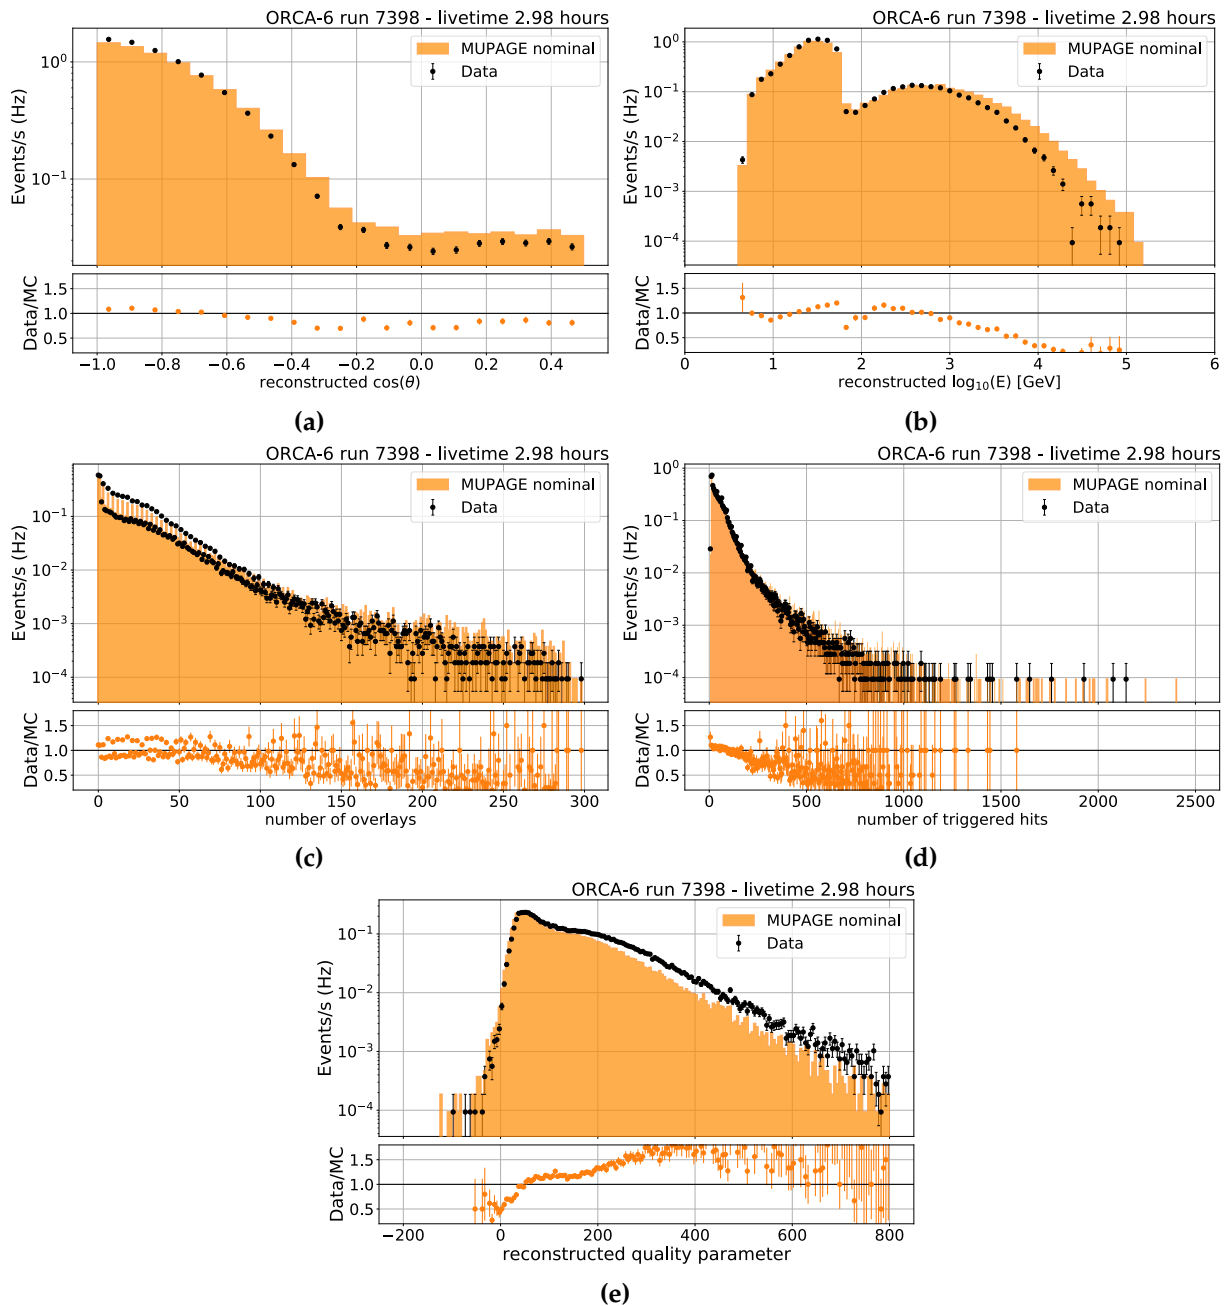 ORCA-6 run 7398 - livetime 2.98 hours
MUPAGE nominal
Data
Events/s (Hz)
10⁰
10⁻¹
Data/MC
1.5
1.0
0.5
−1.0 −0.8 −0.6 −0.4 −0.2 0.0 0.2 0.4
reconstructed cos(θ)
(a)
ORCA-6 run 7398 - livetime 2.98 hours
MUPAGE nominal
Data
Events/s (Hz)
10⁰
10⁻¹
10⁻²
10⁻³
10⁻⁴
Data/MC
1.5
1.0
0.5
0 1 2 3 4 5 6
reconstructed log₁₀(E) [GeV]
(b)
ORCA-6 run 7398 - livetime 2.98 hours
MUPAGE nominal
Data
Events/s (Hz)
10⁻¹
10⁻²
10⁻³
10⁻⁴
Data/MC
1.5
1.0
0.5
0 50 100 150 200 250 300
number of overlays
(c)
ORCA-6 run 7398 - livetime 2.98 hours
MUPAGE nominal
Data
Events/s (Hz)
10⁰
10⁻¹
10⁻²
10⁻³
10⁻⁴
Data/MC
1.5
1.0
0.5
0 500 1000 1500 2000 2500
number of triggered hits
(d)
ORCA-6 run 7398 - livetime 2.98 hours
MUPAGE nominal
Data
Events/s (Hz)
10⁻¹
10⁻²
10⁻³
10⁻⁴
Data/MC
1.5
1.0
0.5
−200 0 200 400 600 800
reconstructed quality parameter
(e)